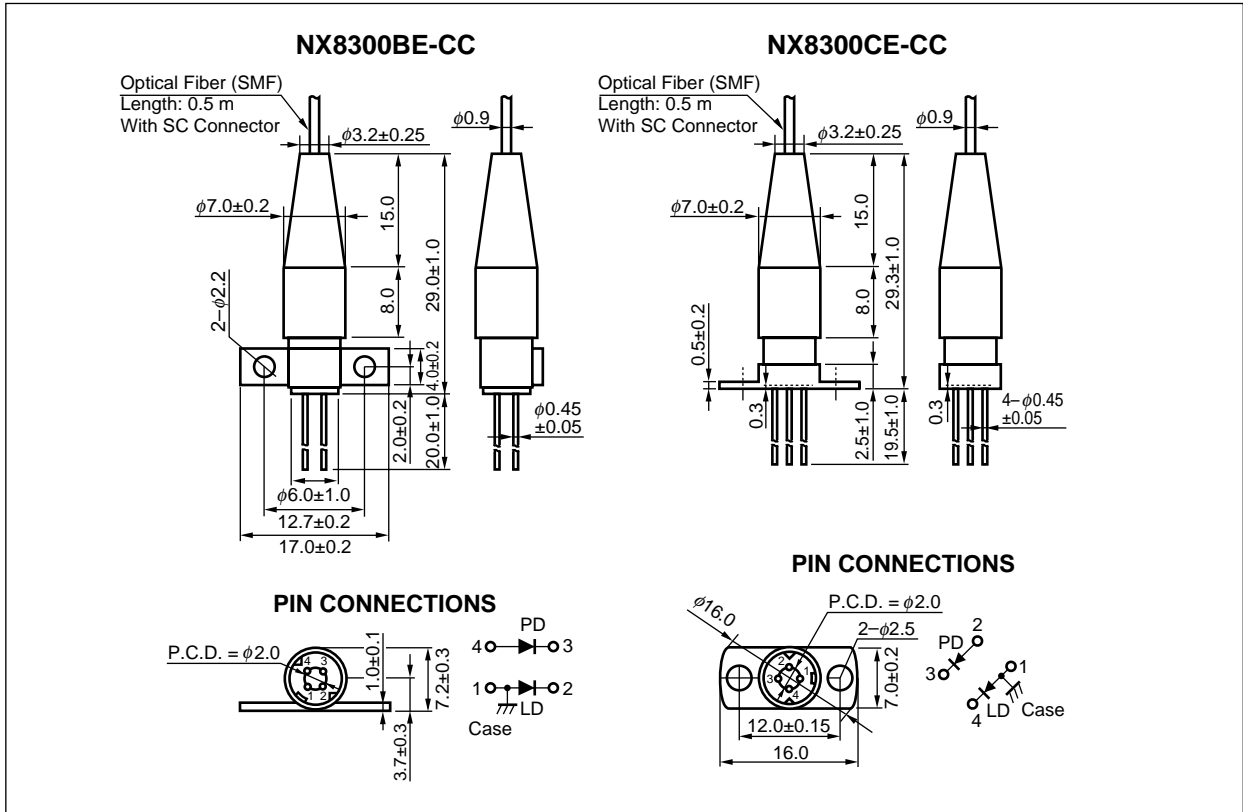 NX8300BE-CC
Optical Fiber (SMF)
Length: 0.5 m
With SC Connector
φ3.2±0.25
φ0.9
φ7.0±0.2
15.0
29.0±1.0
8.0
2–φ2.2
4.0±0.2
2.0±0.2
20.0±1.0
φ0.45
±0.05
φ6.0±1.0
12.7±0.2
17.0±0.2
PIN CONNECTIONS
P.C.D. = φ2.0
4 3
1 2
1.0±0.1
7.2±0.3
3.7±0.3
PD
4 3
1 2
LD
Case
NX8300CE-CC
Optical Fiber (SMF)
Length: 0.5 m
With SC Connector
φ3.2±0.25
φ0.9
φ7.0±0.2
15.0
29.3±1.0
8.0
0.5±0.2
0.3
2.5±1.0
19.5±1.0
0.3
4–φ0.45
±0.05
PIN CONNECTIONS
φ16.0
P.C.D. = φ2.0
2–φ2.5
2
3 1
4
7.0±0.2
12.0±0.15
16.0
2
PD
3
1
LD
4
Case